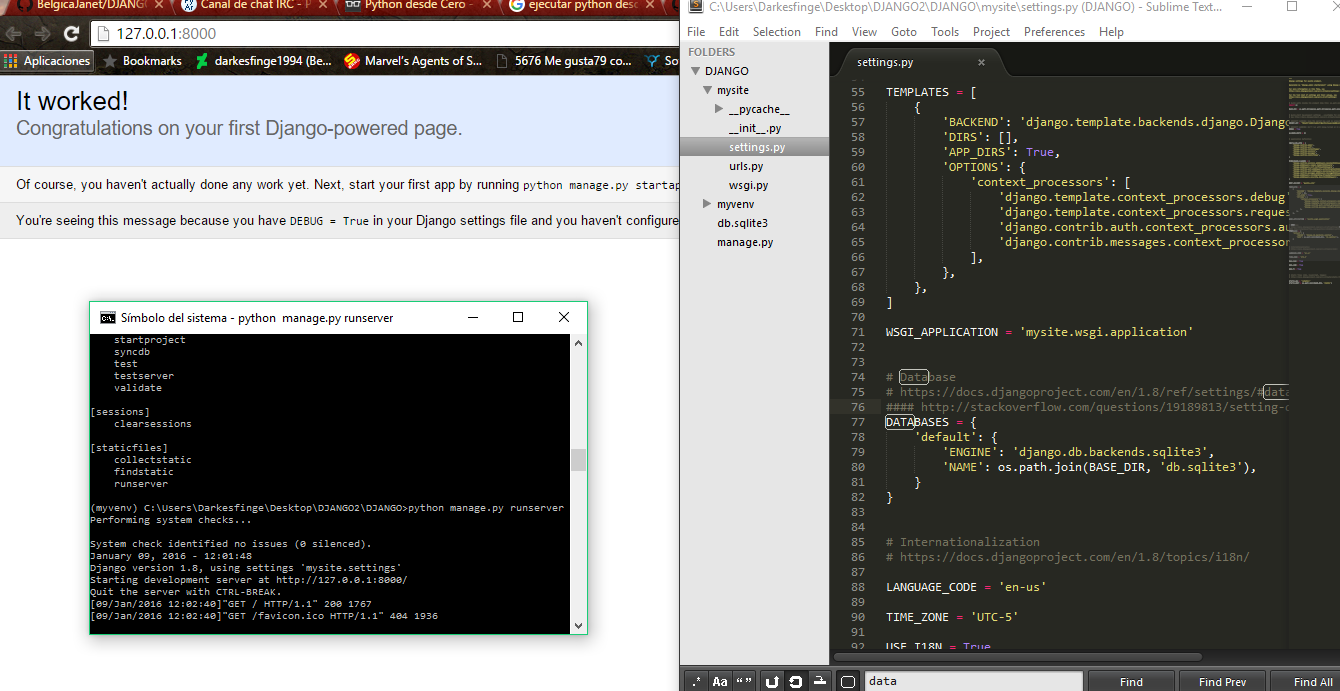 BelgicaJanet/DJANG
Canal de chat IRC - P
Python desde Cero -
ejecutar python desd
127.0.0.1:8000
Aplicaciones
Bookmarks
darkesfinge1994 (Be...
Marvel's Agents of S...
5676 Me gusta79 co...
So
It worked!
Congratulations on your first Django-powered page.
Of course, you haven't actually done any work yet. Next, start your first app by running python manage.py startap
You're seeing this message because you have DEBUG = True in your Django settings file and you haven't configure
Símbolo del sistema - python manage.py runserver
startproject
syncdb
test
testserver
validate
[sessions]
clearsessions
[staticfiles]
collectstatic
findstatic
runserver
(myvenv) C:\Users\Darkesfinge\Desktop\DJANGO2\DJANGO>python manage.py runserver
Performing system checks...
System check identified no issues (0 silenced).
January 09, 2016 - 12:01:48
Django version 1.8, using settings 'mysite.settings'
Starting development server at http://127.0.0.1:8000/
Quit the server with CTRL-BREAK.
[09/Jan/2016 12:02:40]"GET / HTTP/1.1" 200 1767
[09/Jan/2016 12:02:40]"GET /favicon.ico HTTP/1.1" 404 1936
C:\Users\Darkesfinge\Desktop\DJANGO2\DJANGO\mysite\settings.py (DJANGO) - Sublime Text...
File Edit Selection Find View Goto Tools Project Preferences Help
FOLDERS
DJANGO
mysite
__pycache__
__init__.py
settings.py
urls.py
wsgi.py
myvenv
db.sqlite3
manage.py
settings.py
55 TEMPLATES = [
56 {
57 'BACKEND': 'django.template.backends.django.Django
58 'DIRS': [],
59 'APP_DIRS': True,
60 'OPTIONS': {
61 'context_processors': [
62 'django.template.context_processors.debug'
63 'django.template.context_processors.reques
64 'django.contrib.auth.context_processors.au
65 'django.contrib.messages.context_processor
66 ],
67 },
68 },
69 ]
70
71 WSGI_APPLICATION = 'mysite.wsgi.application'
72
73
74 # Database
75 # https://docs.djangoproject.com/en/1.8/ref/settings/#data
76 #### http://stackoverflow.com/questions/19189813/setting-d
77 DATABASES = {
78 'default': {
79 'ENGINE': 'django.db.backends.sqlite3',
80 'NAME': os.path.join(BASE_DIR, 'db.sqlite3'),
81 }
82 }
83
84
85 # Internationalization
86 # https://docs.djangoproject.com/en/1.8/topics/i18n/
87
88 LANGUAGE_CODE = 'en-us'
89
90 TIME_ZONE = 'UTC-5'
91
92 USE_I18N = True
.* Aa “ ”
data
Find
Find Prev
Find All